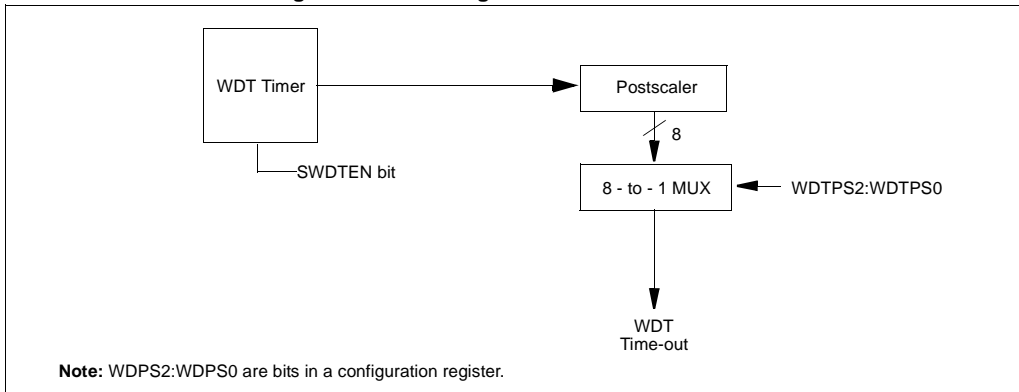 WDT Timer
Postscaler
8
SWDTEN bit
8 - to - 1 MUX
WDTPS2:WDTPS0
WDT
Time-out
Note: WDPS2:WDPS0 are bits in a configuration register.